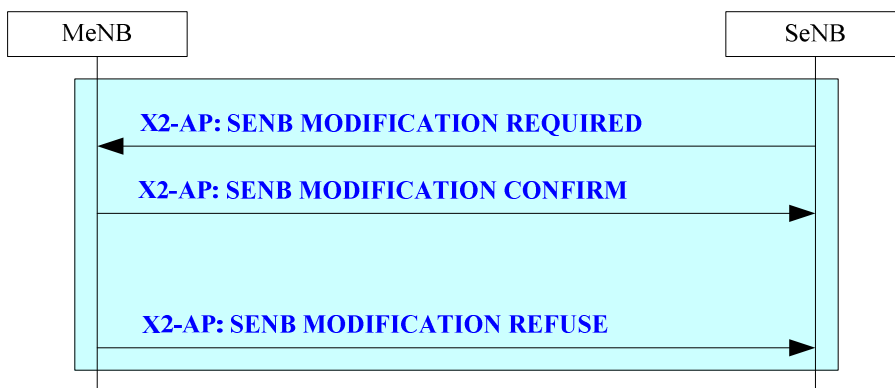 MeNB
SeNB
X2-AP: SENB MODIFICATION REQUIRED
X2-AP: SENB MODIFICATION CONFIRM
X2-AP: SENB MODIFICATION REFUSE